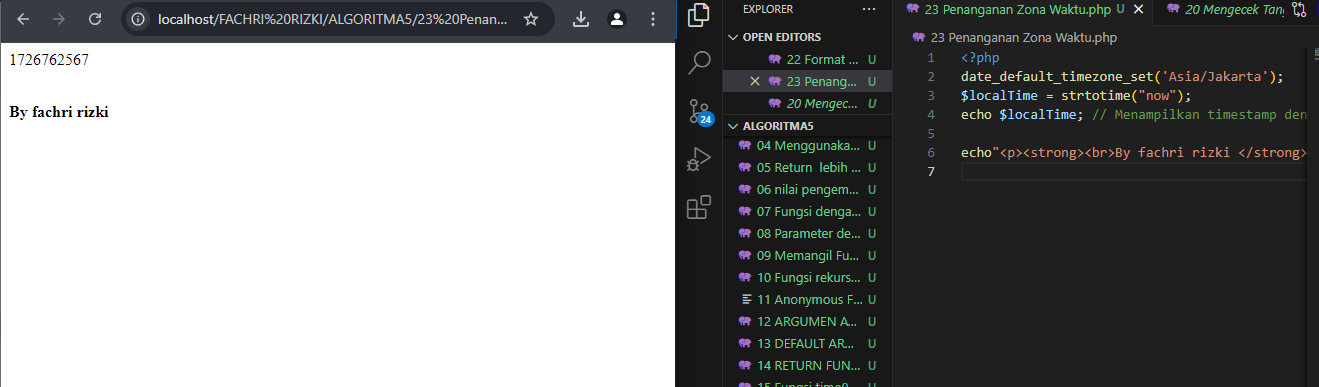 localhost/FACHRI%20RIZKI/ALGORITMA5/23%20Penan...
1726762567
By fachri rizki
24
EXPLORER
OPEN EDITORS
22 Format ... U
23 Penang... U
20 Mengec... U
ALGORITMA5
04 Menggunaka... U
05 Return lebih ... U
06 nilai pengem... U
07 Fungsi denga... U
08 Parameter de... U
09 Memangil Fu... U
10 Fungsi rekurs... U
11 Anonymous F... U
12 ARGUMEN A... U
13 DEFAULT AR... U
14 RETURN FUN... U
15 Fungsi time() U
23 Penanganan Zona Waktu.php U
20 Mengecek Tang
23 Penanganan Zona Waktu.php
1 <?php
2 date_default_timezone_set('Asia/Jakarta');
3 $localTime = strtotime("now");
4 echo $localTime; // Menampilkan timestamp den
5
6 echo"<p><strong><br>By fachri rizki </strong>
7